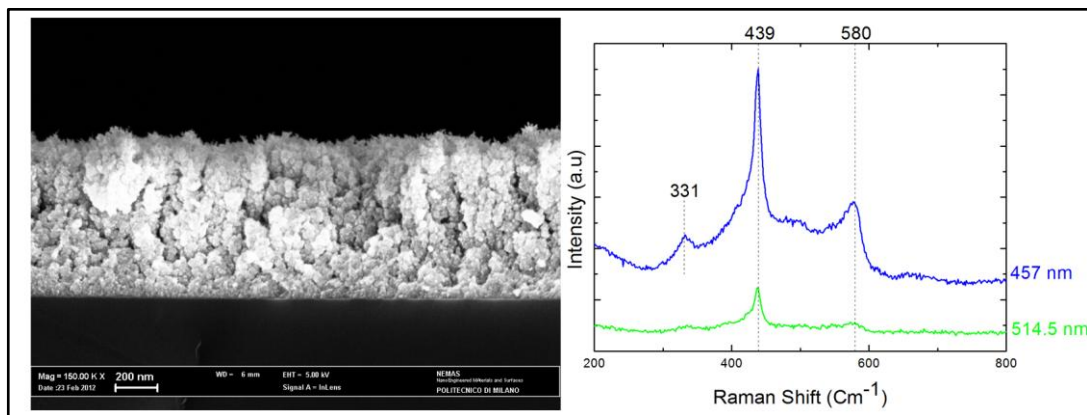 Mag = 150.00 K X
Date :23 Feb 2012
200 nm
WD = 6 mm
EHT = 5.00 kV
Signal A = InLens
NEMAS
NanoEngineered Materials and Surfaces
POLITECNICO DI MILANO
439
580
331
Intensity (a.u)
457 nm
514.5 nm
200
400
600
800
Raman Shift (Cm⁻¹)